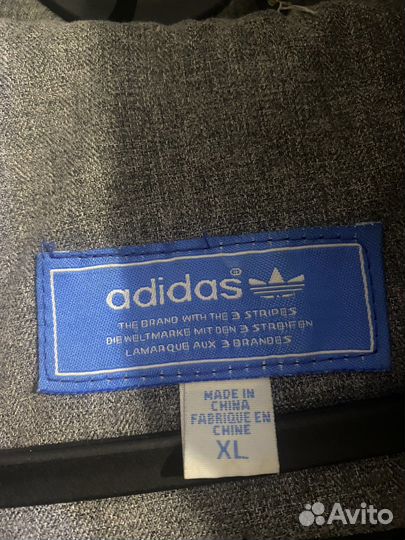 adidas®
THE BRAND WITH THE 3 STRIPES
DIE WELTMARKE MIT DEN 3 STREIFEN
LA MARQUE AUX 3 BRANDES
MADE IN
CHINA
FABRIQUE EN
CHINE
XL
Avito